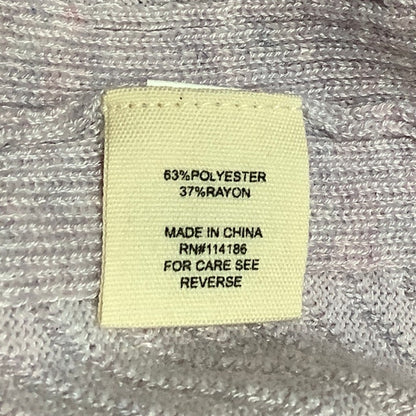 63%POLYESTER
37%RAYON
MADE IN CHINA
RN#114186
FOR CARE SEE
REVERSE